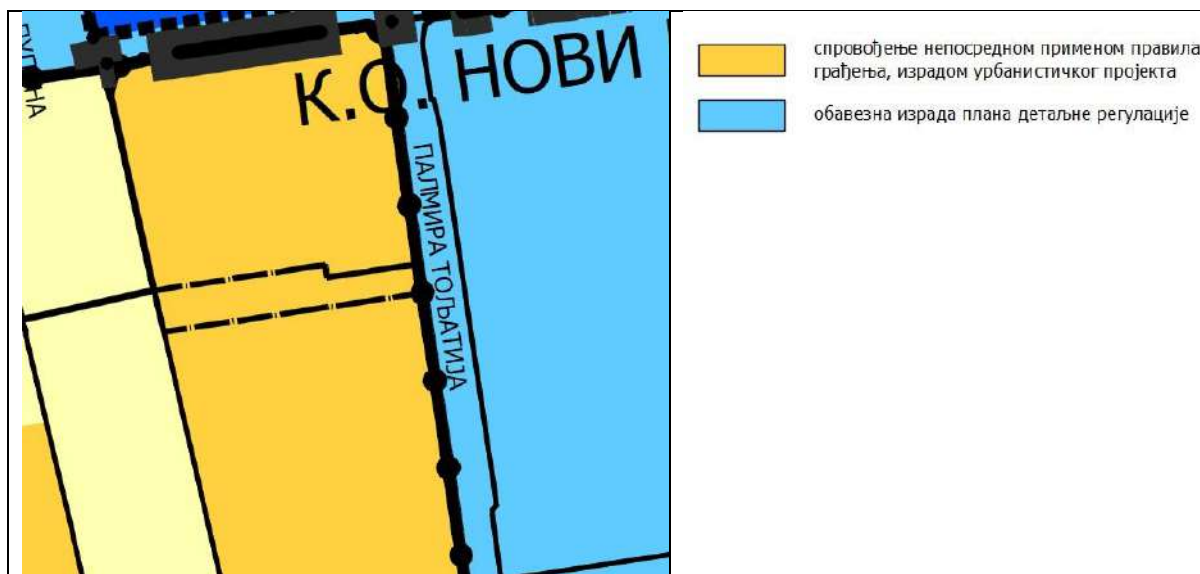 К.О. НОВИ
ПАЛМИРА ТОЉАТИЈА
спровођење непосредном применом правила
грађења, израдом урбанистичког пројекта
обавезна израда плана детаљне регулације